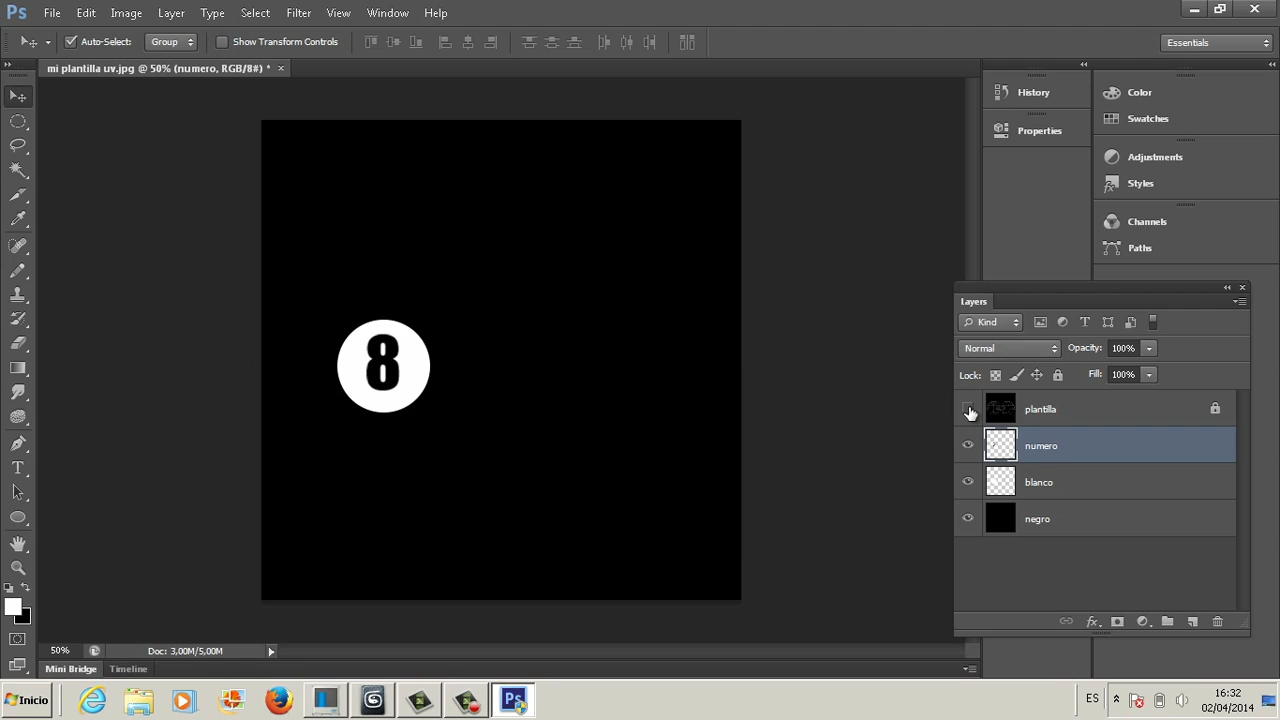 Ps File Edit Image Layer Type Select Filter View Window Help
Auto-Select: Group Show Transform Controls Essentials
mi plantilla uv.jpg @ 50% (numero, RGB/8#) * ×
History
Properties
Color
Swatches
Adjustments
Styles
Channels
Paths
8
Layers
Kind
Normal Opacity: 100%
Lock: Fill: 100%
plantilla
numero
blanco
negro
fx
50% Doc: 3,00M/5,00M
Mini Bridge Timeline
Inicio Ps ES 16:32
02/04/2014